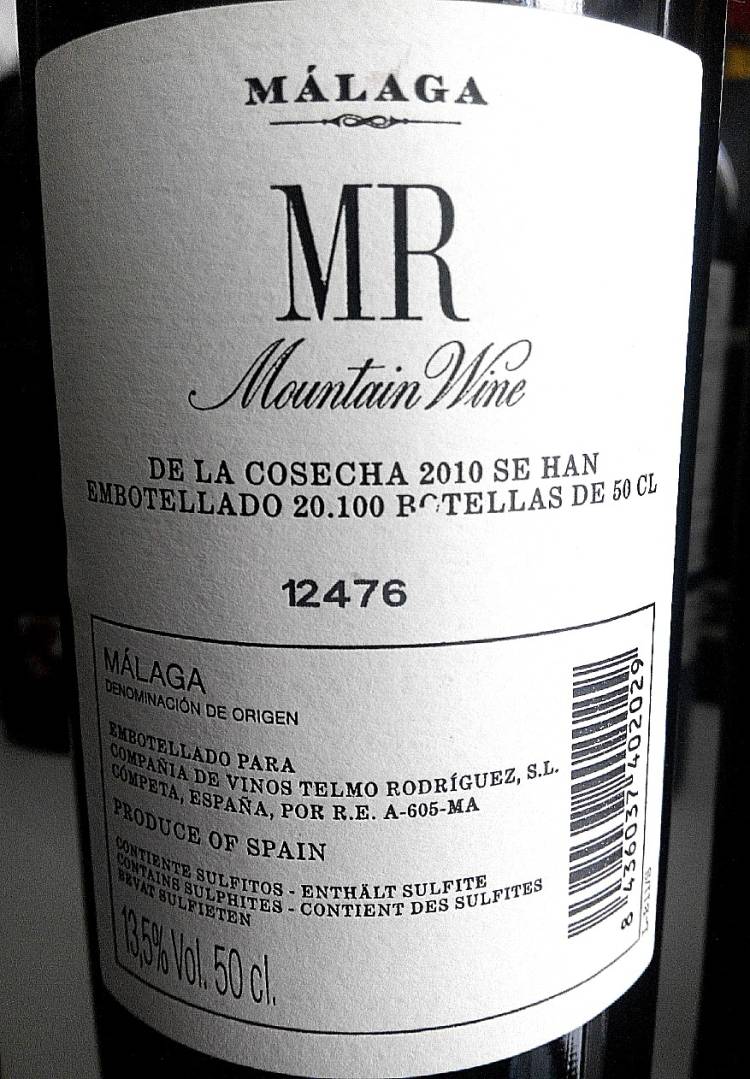 MÁLAGA
MR
Mountain Wine
DE LA COSECHA 2010 SE HAN
EMBOTELLADO 20.100 BOTELLAS DE 50 CL
12476
MÁLAGA
DENOMINACIÓN DE ORIGEN
EMBOTELLADO PARA
COMPAÑIA DE VINOS TELMO RODRÍGUEZ, S.L.
CÓMPETA, ESPAÑA, POR R.E. A-605-MA
PRODUCE OF SPAIN
CONTIENTE SULFITOS - ENTHÄLT SULFITE
CONTAINS SULPHITES - CONTIENT DES SULFITES
BEVAT SULFIETEN
13,5% Vol. 50 cl.
8 436037 402029